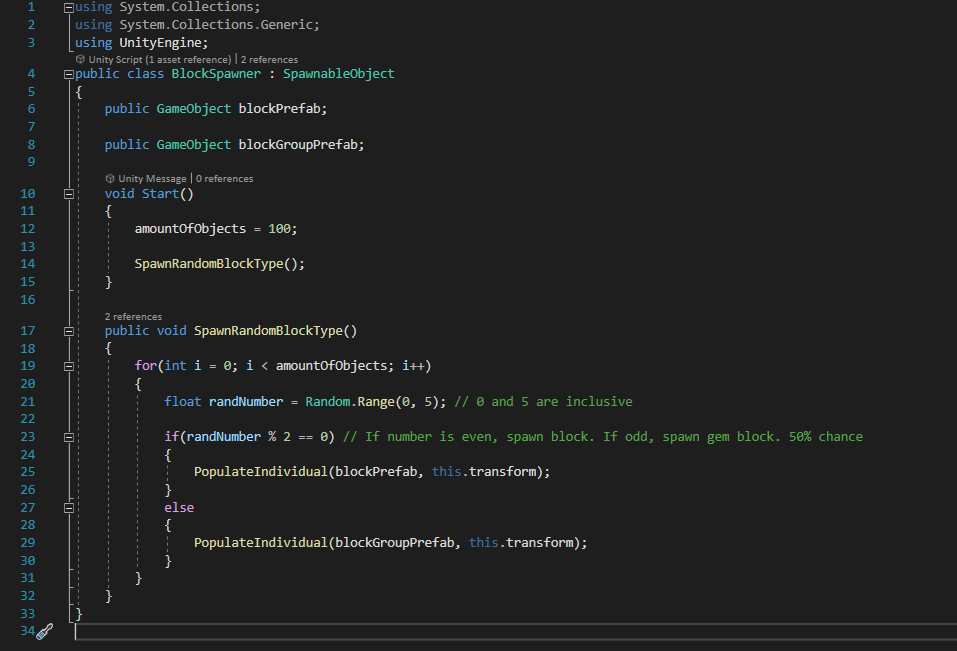 1 using System.Collections;
2 using System.Collections.Generic;
3 using UnityEngine;
Unity Script (1 asset reference) | 2 references
4 public class BlockSpawner : SpawnableObject
5 {
6 public GameObject blockPrefab;
7
8 public GameObject blockGroupPrefab;
9
Unity Message | 0 references
10 void Start()
11 {
12 amountOfObjects = 100;
13
14 SpawnRandomBlockType();
15 }
16
2 references
17 public void SpawnRandomBlockType()
18 {
19 for(int i = 0; i < amountOfObjects; i++)
20 {
21 float randNumber = Random.Range(0, 5); // 0 and 5 are inclusive
22
23 if(randNumber % 2 == 0) // If number is even, spawn block. If odd, spawn gem block. 50% chance
24 {
25 PopulateIndividual(blockPrefab, this.transform);
26 }
27 else
28 {
29 PopulateIndividual(blockGroupPrefab, this.transform);
30 }
31 }
32 }
33 }
34